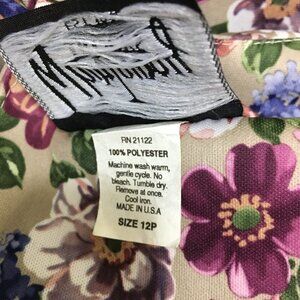 RN 21122
100% POLYESTER
Machine wash warm,
gentle cycle. No
bleach. Tumble dry.
Remove at once.
Cool iron.
MADE IN U.S.A
SIZE 12P